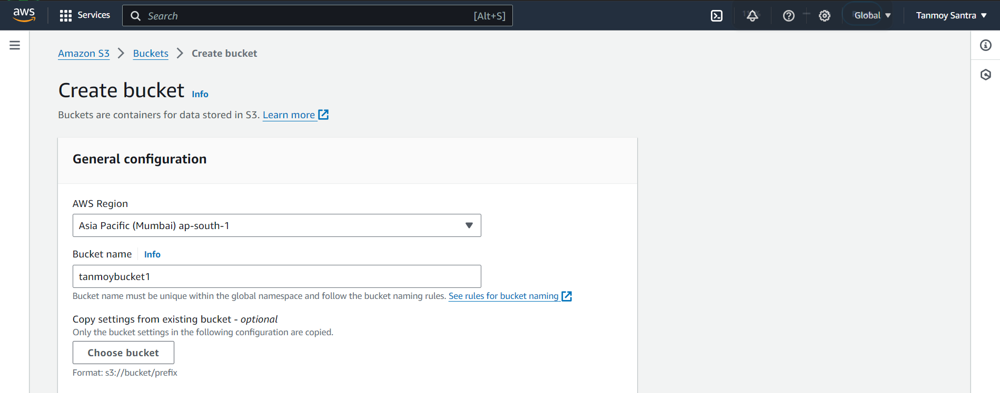 aws Services Search [Alt+S] Global Tanmoy Santra
Amazon S3 Buckets Create bucket
Create bucket Info
Buckets are containers for data stored in S3. Learn more
General configuration
AWS Region
Asia Pacific (Mumbai) ap-south-1
Bucket name Info
tanmoybucket1
Bucket name must be unique within the global namespace and follow the bucket naming rules. See rules for bucket naming
Copy settings from existing bucket - optional
Only the bucket settings in the following configuration are copied.
Choose bucket
Format: s3://bucket/prefix